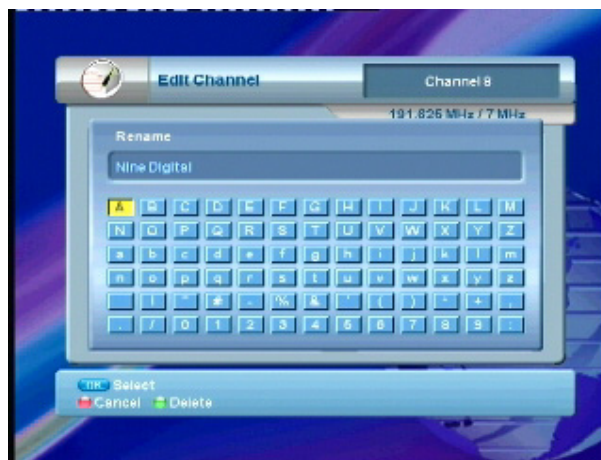 Edit Channel
Channel 8
191.625 MHz / 7 MHz
Rename
Nine Digital
A B C D E F G H I J K L M
N O P Q R S T U V W X Y Z
a b c d e f g h i j k l m
n o p q r s t u v w x y z
! " # % & ' ( ) + ,
. / 0 1 2 3 4 5 6 7 8 9 :
OK Select
Cancel Delete